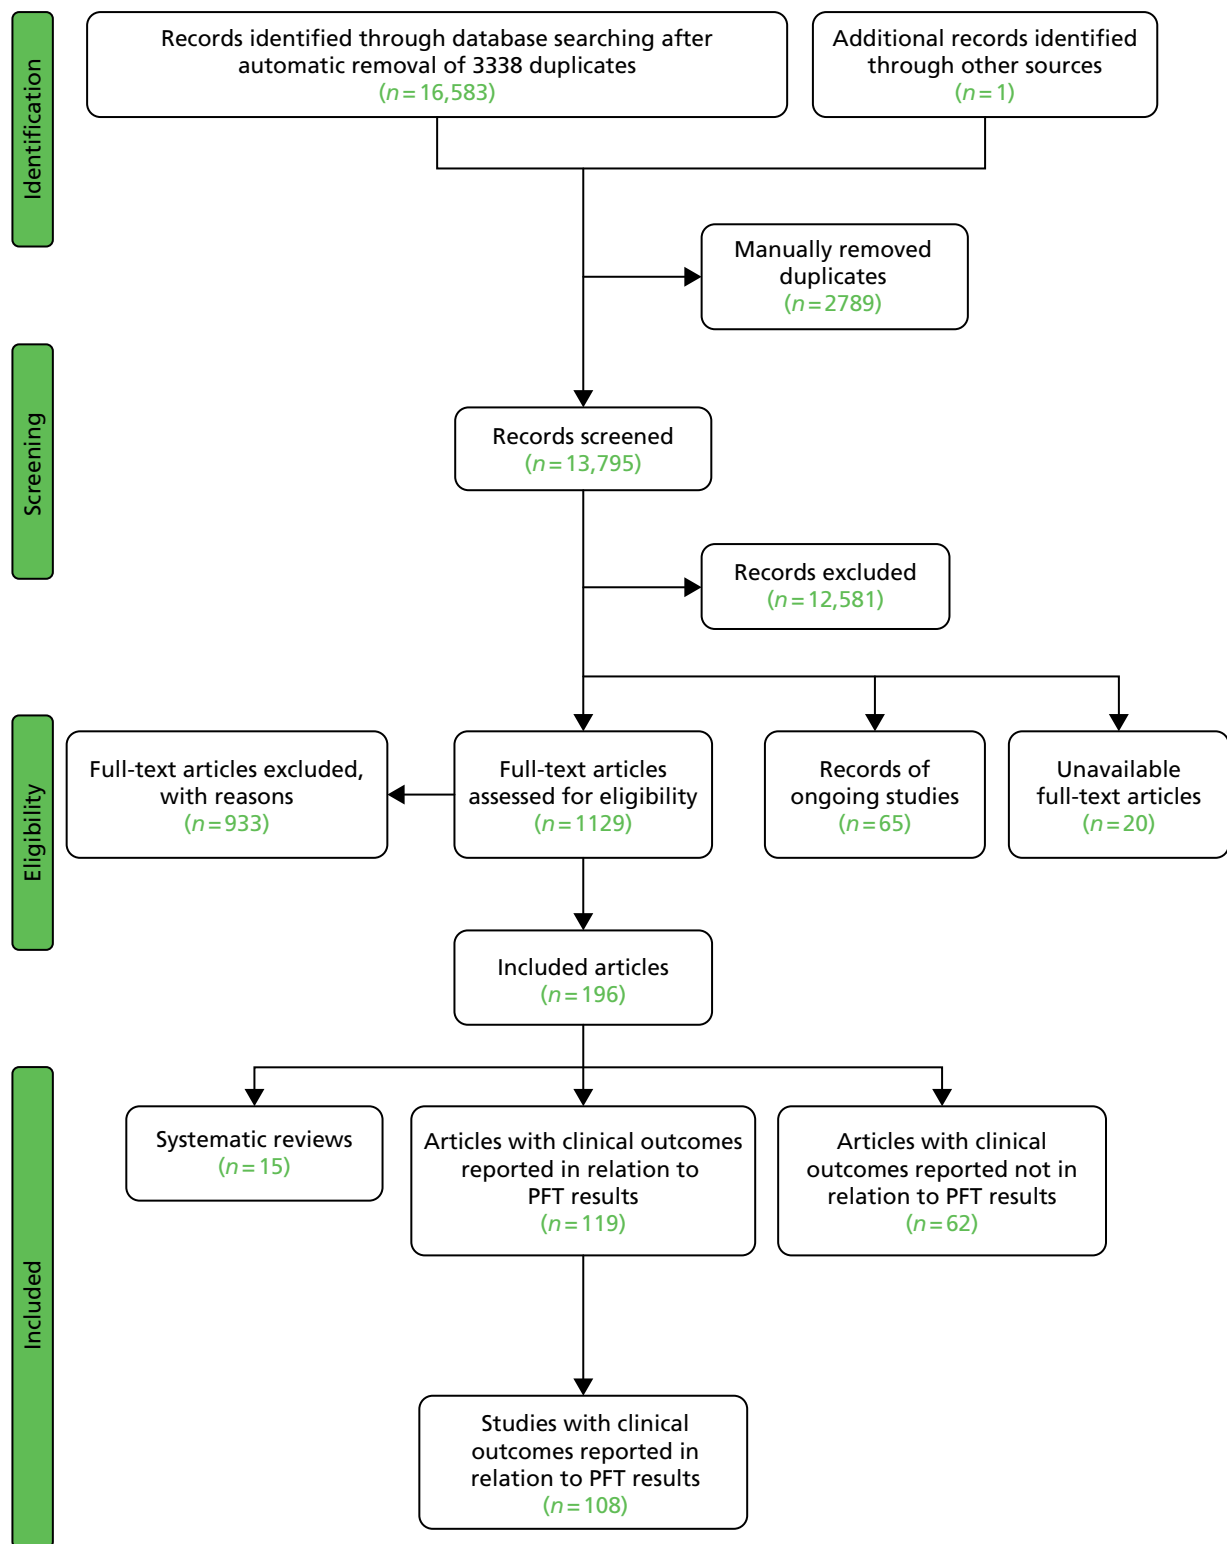 Identification
Records identified through database searching after
automatic removal of 3338 duplicates
(n=16,583)
Additional records identified
through other sources
(n=1)
Manually removed
duplicates
(n=2789)
Screening
Records screened
(n=13,795)
Records excluded
(n=12,581)
Eligibility
Full-text articles excluded,
with reasons
(n=933)
Full-text articles
assessed for eligibility
(n=1129)
Records of
ongoing studies
(n=65)
Unavailable
full-text articles
(n=20)
Included articles
(n=196)
Included
Systematic reviews
(n=15)
Articles with clinical outcomes
reported in relation to
PFT results
(n=119)
Articles with clinical
outcomes reported not in
relation to PFT results
(n=62)
Studies with clinical
outcomes reported in
relation to PFT results
(n=108)